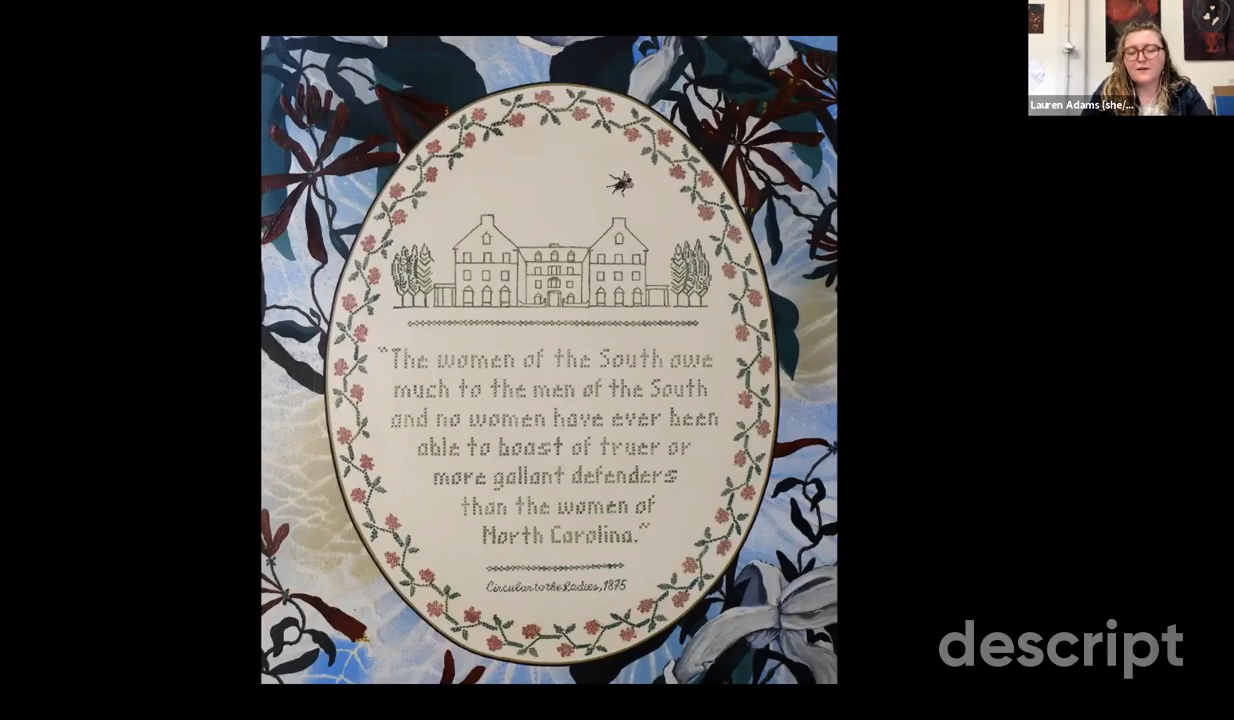 Lauren Adams (she/...
"The women of the South owe
much to the men of the South
and no women have ever been
able to boast of truer or
more gallant defenders
than the women of
North Carolina."
Circular to the Ladies, 1875
descript